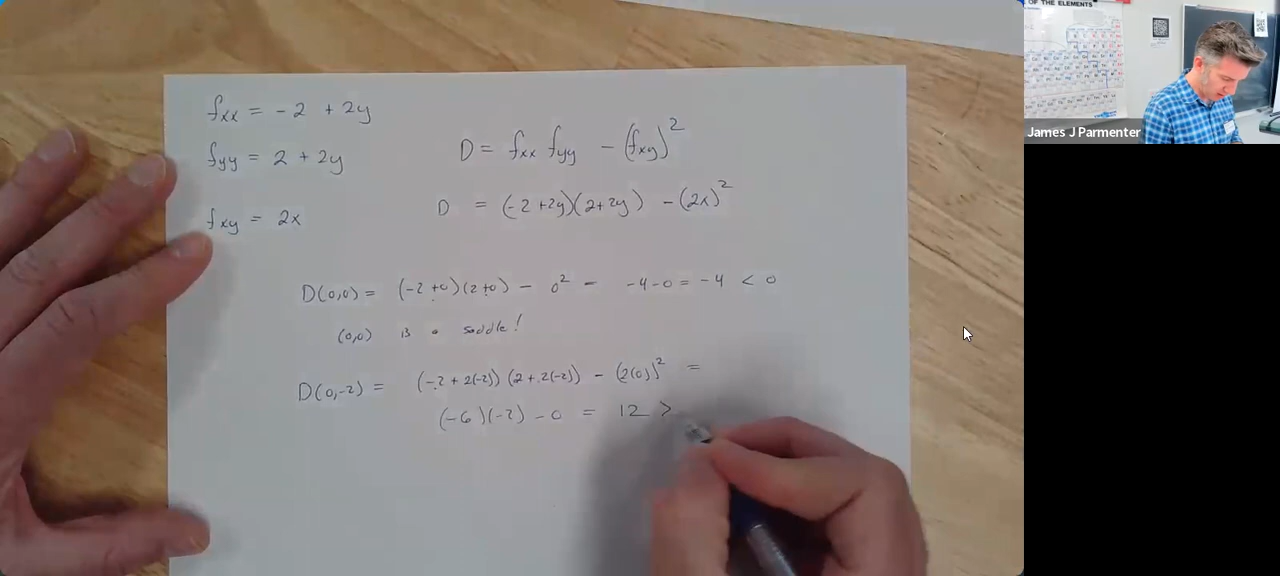 OF THE ELEMENTS
James J Parmenter
fxx = -2 + 2y
fyy = 2 + 2y
fxy = 2x
D = fxx fyy - (fxy)²
D = (-2 +2y)(2+2y) - (2x)²
D(0,0) = (-2 +0)(2+0) - 0² = -4-0 = -4 < 0
(0,0) is a saddle!
D(0,-2) = (-2 + 2(-2)) (2 + 2(-2)) - (2(0))² =
(-6)(-2) - 0 = 12 >